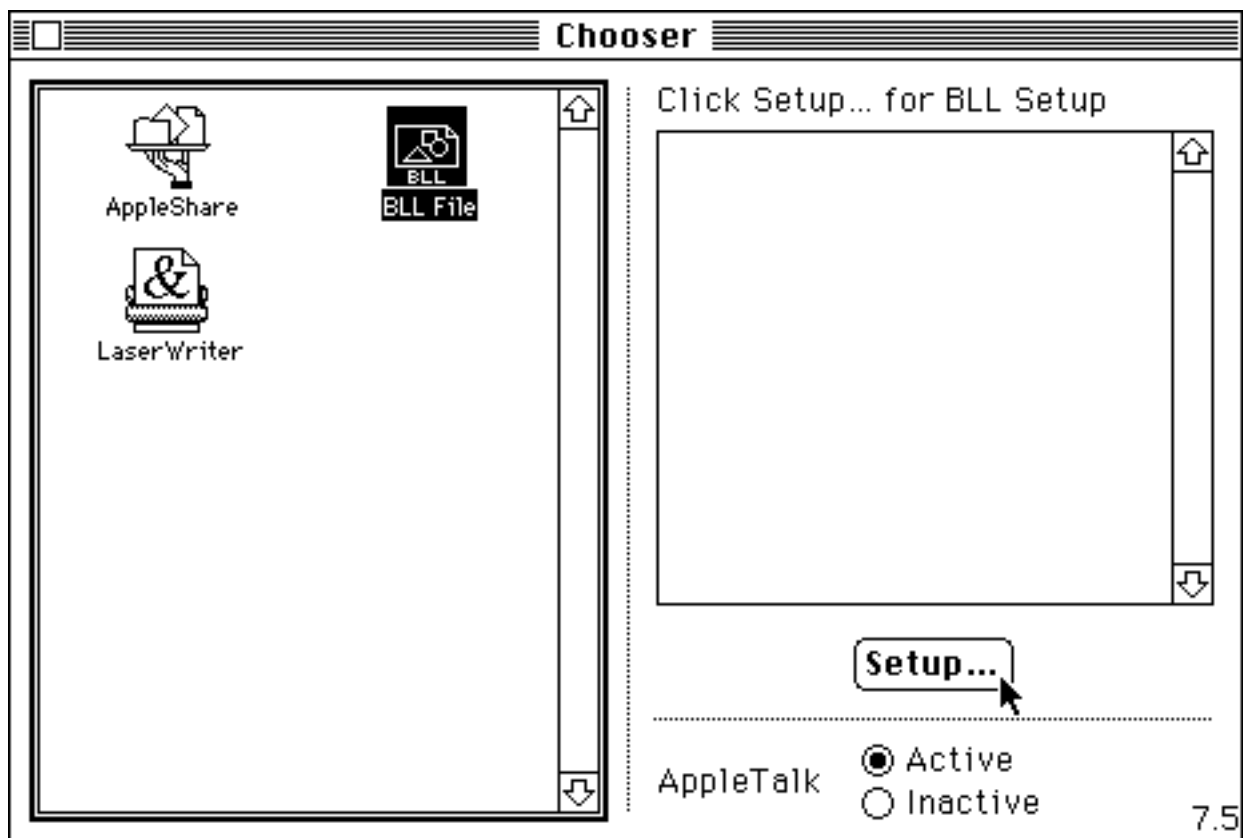 Chooser
AppleShare
BLL
BLL File
&
LaserWriter
Click Setup... for BLL Setup
Setup...
AppleTalk
Active
Inactive
7.5